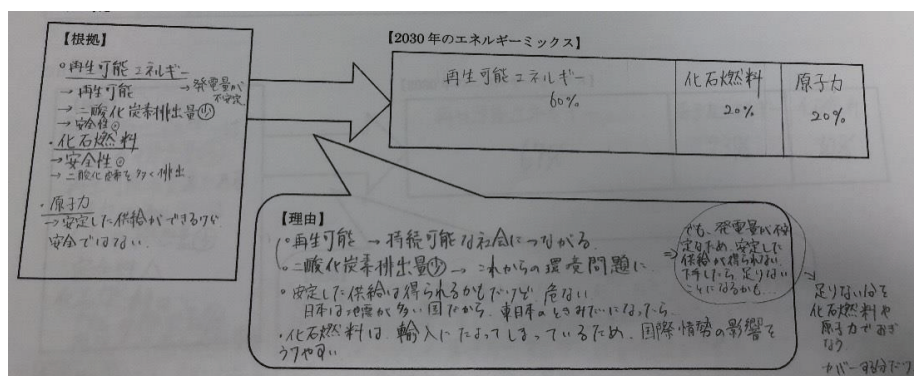 【根拠】
○再生可能エネルギー
→再生可能
→発電量が
不安定
→二酸化炭素排出量㊛
→安全性◎
・化石燃料
→安全性◎
→二酸化炭素を多く排出
・原子力
→安定した供給ができるけど
安全ではない
【2030年のエネルギーミックス】
再生可能エネルギー
60%
化石燃料
20%
原子力
20%
【理由】
○再生可能 → 持続可能な社会につながる
○二酸化炭素排出量 → これからの環境問題に
○安定した供給は得られるかもだけど 危ない
日本は地震が多い国だから、東日本のときみたいになったら
・化石燃料は、輸入にたよってしまっているため、国際情勢の影響を
うけやすい
⇒
でも、発電量が不安
定なため、安定した
供給が得られない
下手したら足りない
ことになるかも…
足りない分を
化石燃料や
原子力でおぎ
なう
カバーする分だけ